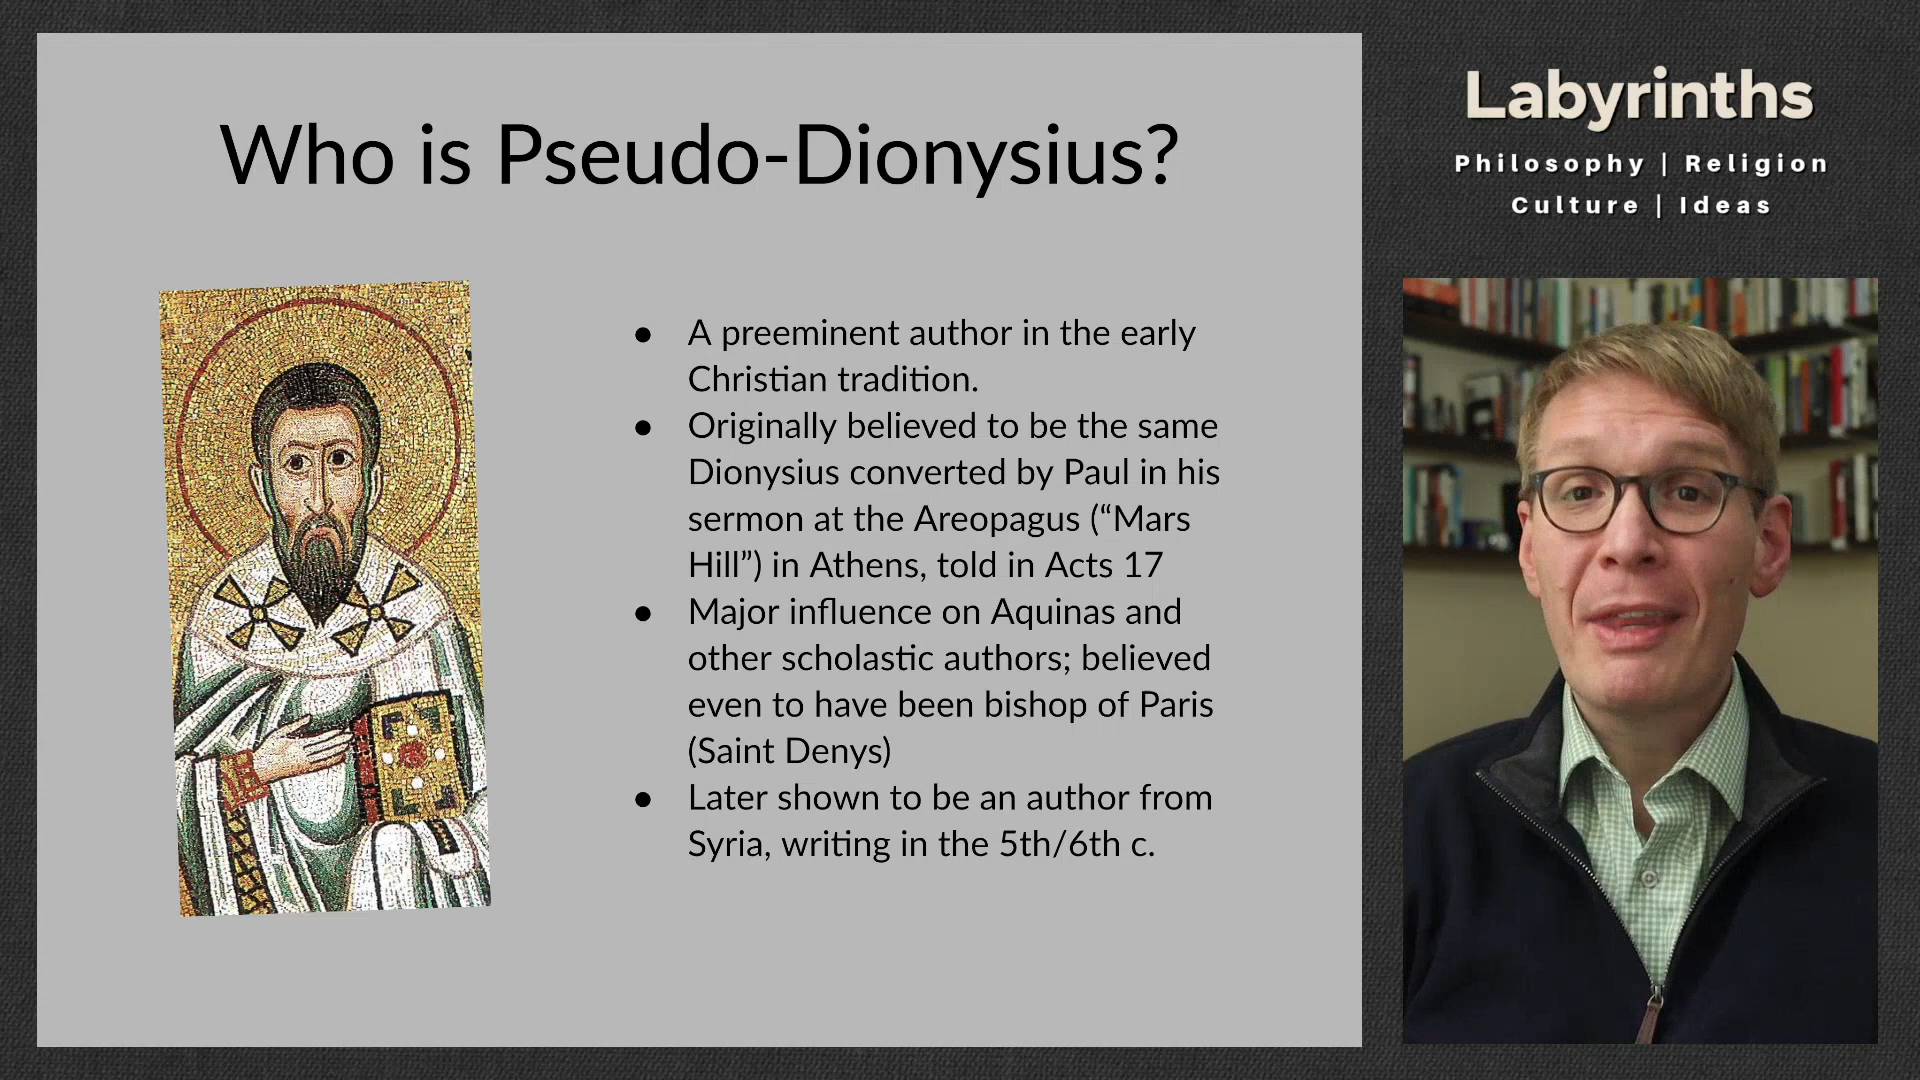 Who is Pseudo-Dionysius?
● A preeminent author in the early
Christian tradition.
● Originally believed to be the same
Dionysius converted by Paul in his
sermon at the Areopagus (“Mars
Hill”) in Athens, told in Acts 17
● Major influence on Aquinas and
other scholastic authors; believed
even to have been bishop of Paris
(Saint Denys)
● Later shown to be an author from
Syria, writing in the 5th/6th c.
Labyrinths
Philosophy | Religion
Culture | Ideas